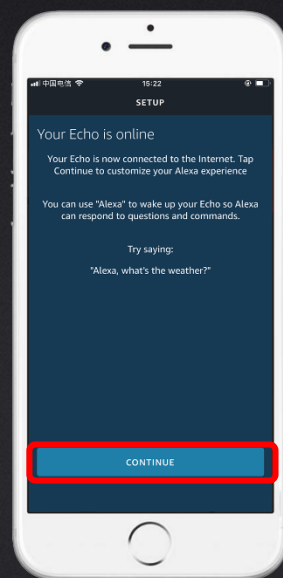 中国电信
15:22
SETUP
Your Echo is online
Your Echo is now connected to the Internet. Tap
Continue to customize your Alexa experience
You can use "Alexa" to wake up your Echo so Alexa
can respond to questions and commands.
Try saying:
"Alexa, what's the weather?"
CONTINUE